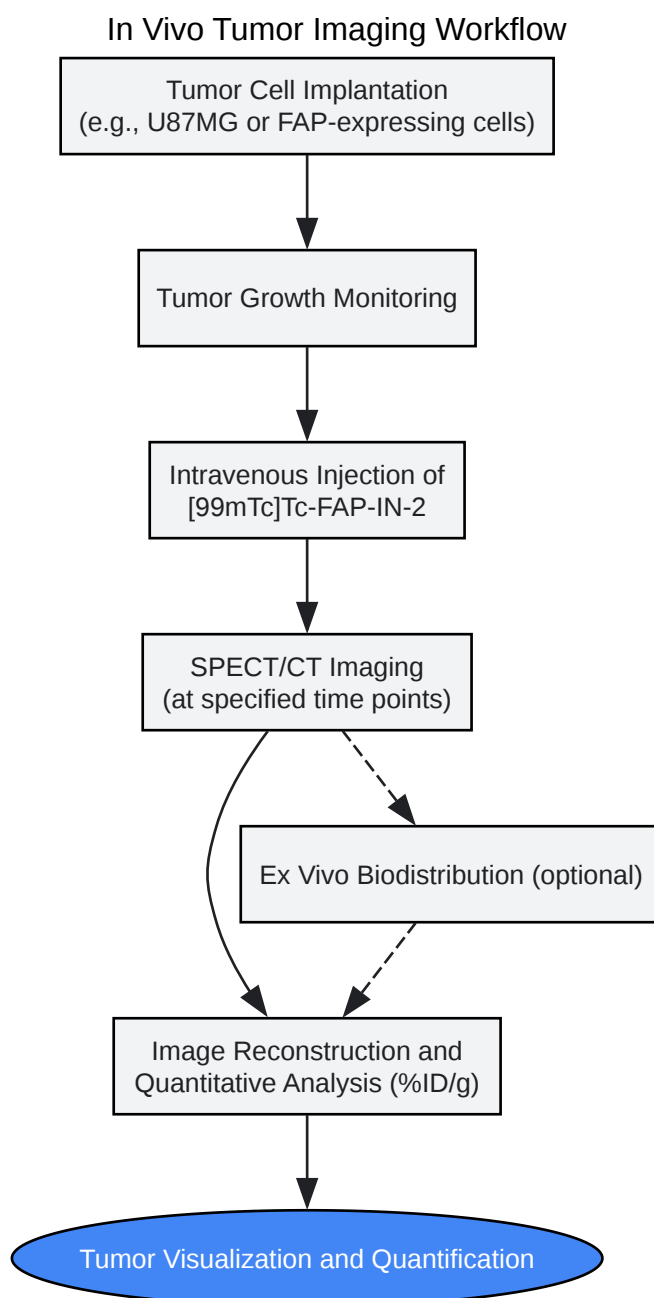 In Vivo Tumor Imaging Workflow
Tumor Cell Implantation
(e.g., U87MG or FAP-expressing cells)
Tumor Growth Monitoring
Intravenous Injection of
[99mTc]Tc-FAP-IN-2
SPECT/CT Imaging
(at specified time points)
Ex Vivo Biodistribution (optional)
Image Reconstruction and
Quantitative Analysis (%ID/g)
Tumor Visualization and Quantification